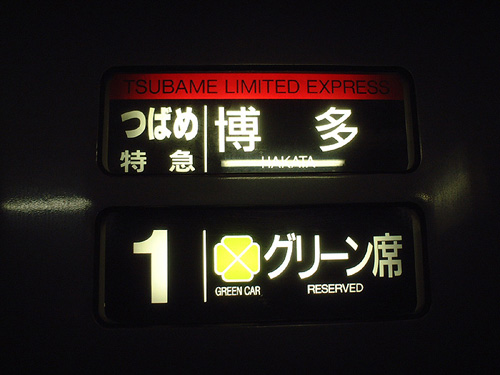 TSUBAME LIMITED EXPRESS
つばめ 博多
特急 HAKATA
1 グリーン席
GREEN CAR RESERVED